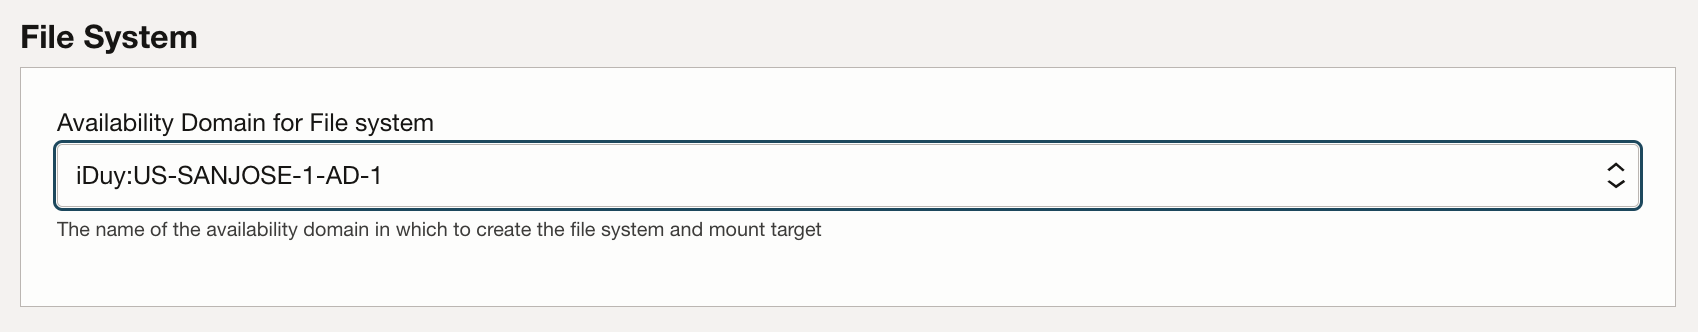 File System
Availability Domain for File system
iDuy:US-SANJOSE-1-AD-1
The name of the availability domain in which to create the file system and mount target